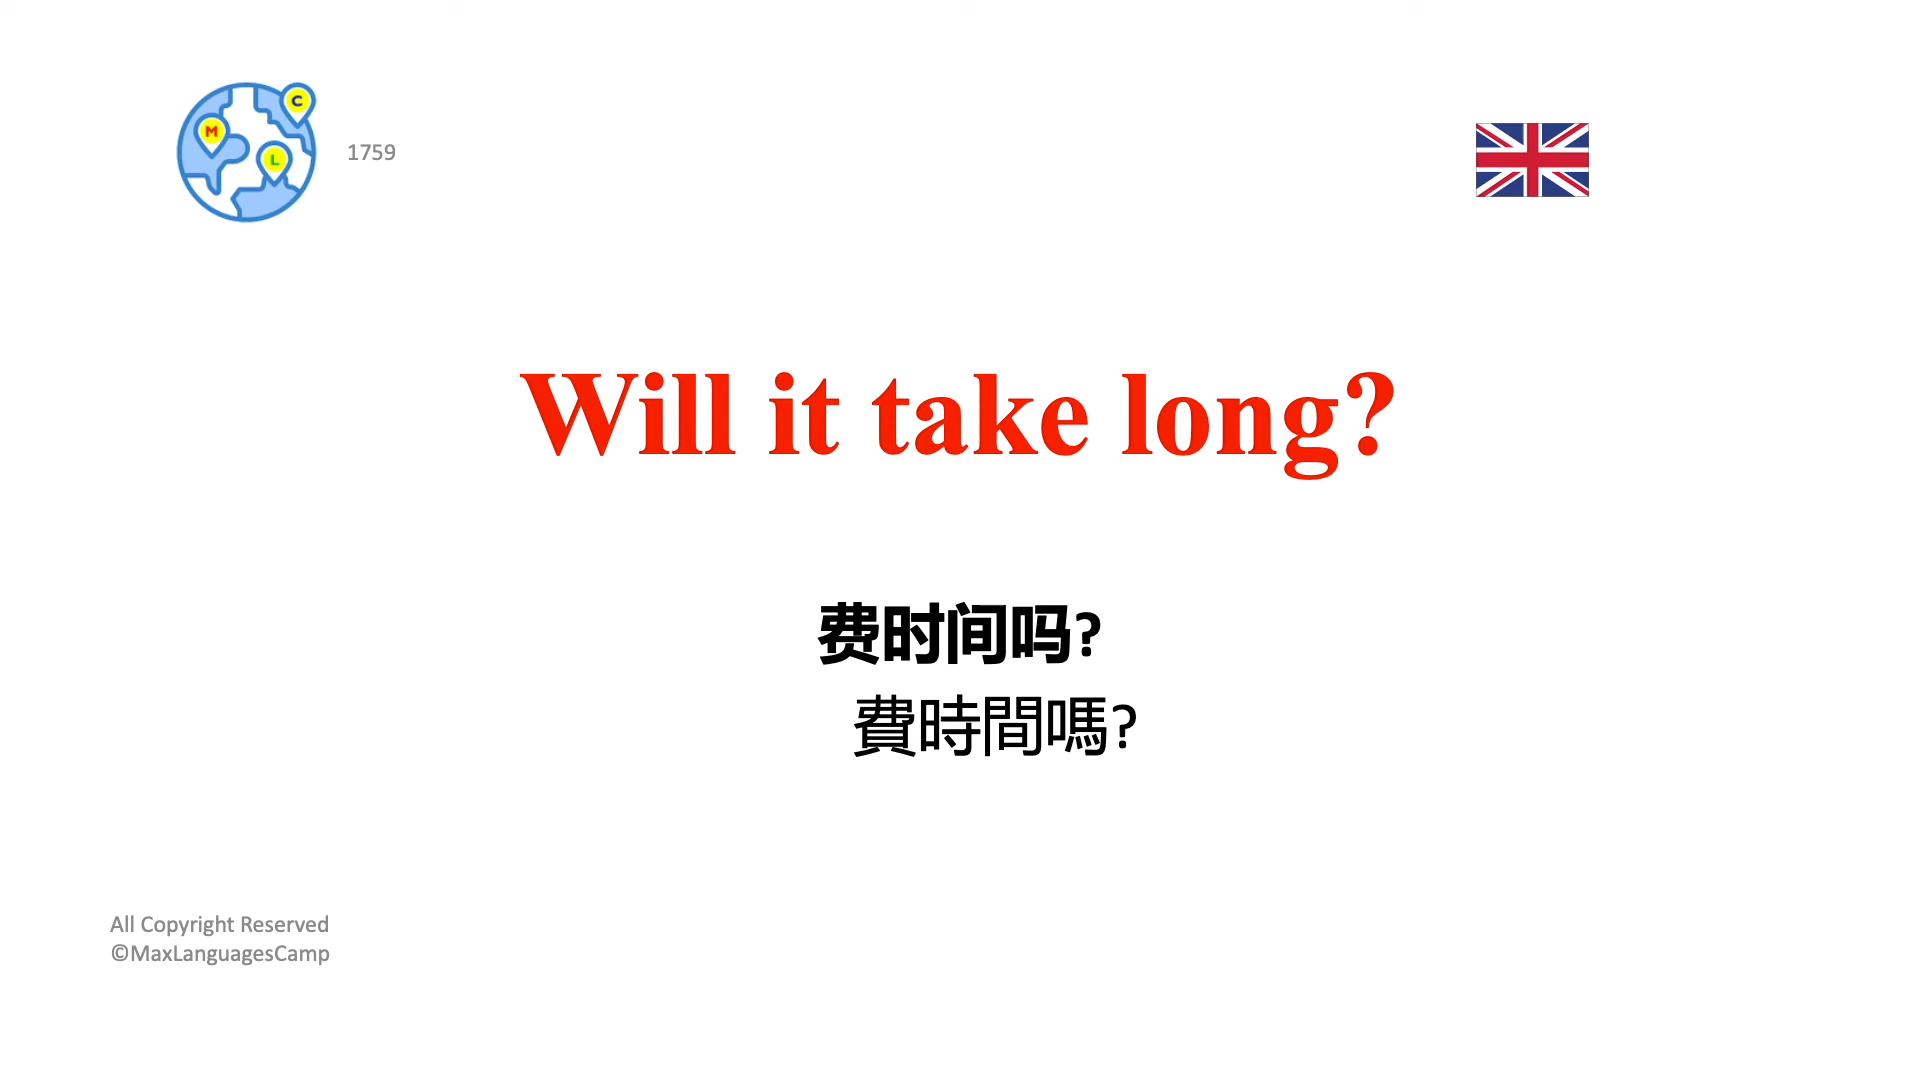 C
M
L
1759
Will it take long?
费时间吗?
費時間嗎?
All Copyright Reserved
©MaxLanguagesCamp